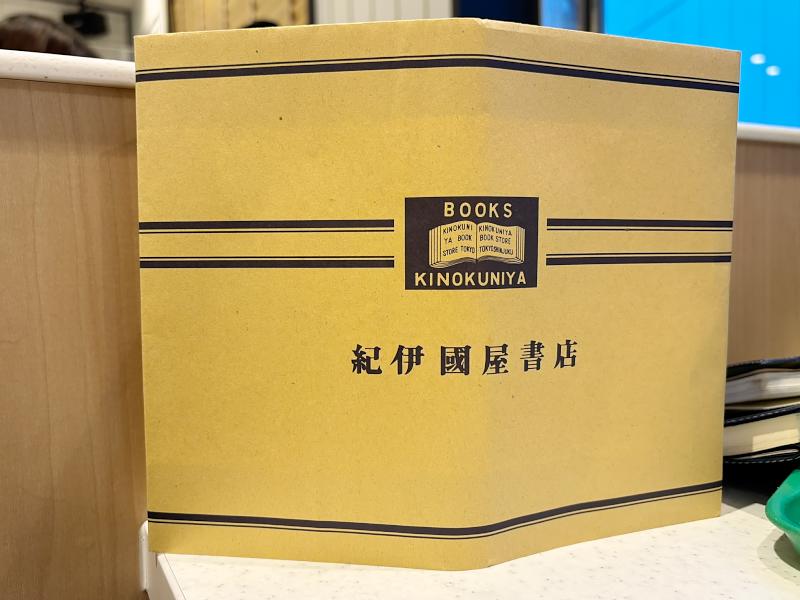 BOOKS
KINOKUNI KINOKUNIYA
YA BOOK BOOK STORE
STORE TOKYO TOKYOSHINJUKU
KINOKUNIYA
紀伊國屋書店